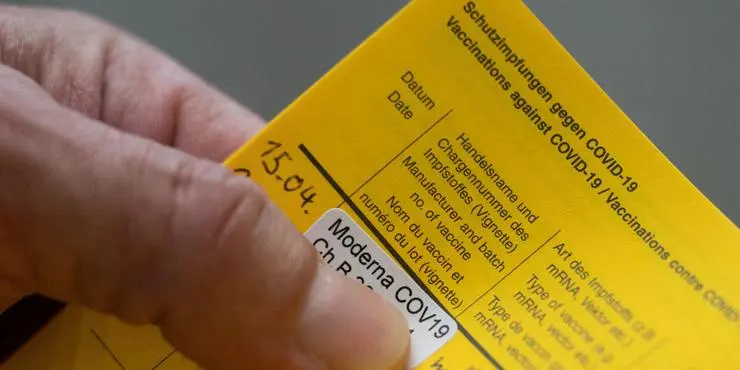 Schutzimpfungen gegen COVID-19
Vaccinations against COVID-19 / Vaccinations contre
Datum
Date
Handelsname und
Chargennummer des
Impfstoffes (Vignette)
Manufacturer and batch
no. of vaccine
Nom du vaccin et
numéro du lot (vignette)
Art des Impfstoffs (z.B.
mRNA, Vektor etc.)
Type of vaccine
mRNA, vector etc.)
Type de vaccin
mRNA, vecteur
15.04.
Moderna COV19
Ch.B.